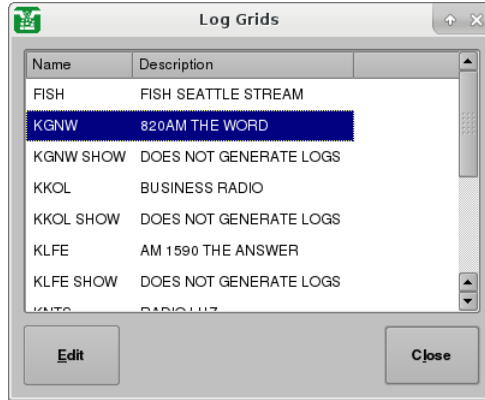 Log Grids
Name Description
FISH FISH SEATTLE STREAM
KGNW 820AM THE WORD
KGNW SHOW DOES NOT GENERATE LOGS
KKOL BUSINESS RADIO
KKOL SHOW DOES NOT GENERATE LOGS
KLFE AM 1590 THE ANSWER
KLFE SHOW DOES NOT GENERATE LOGS
Edit Close